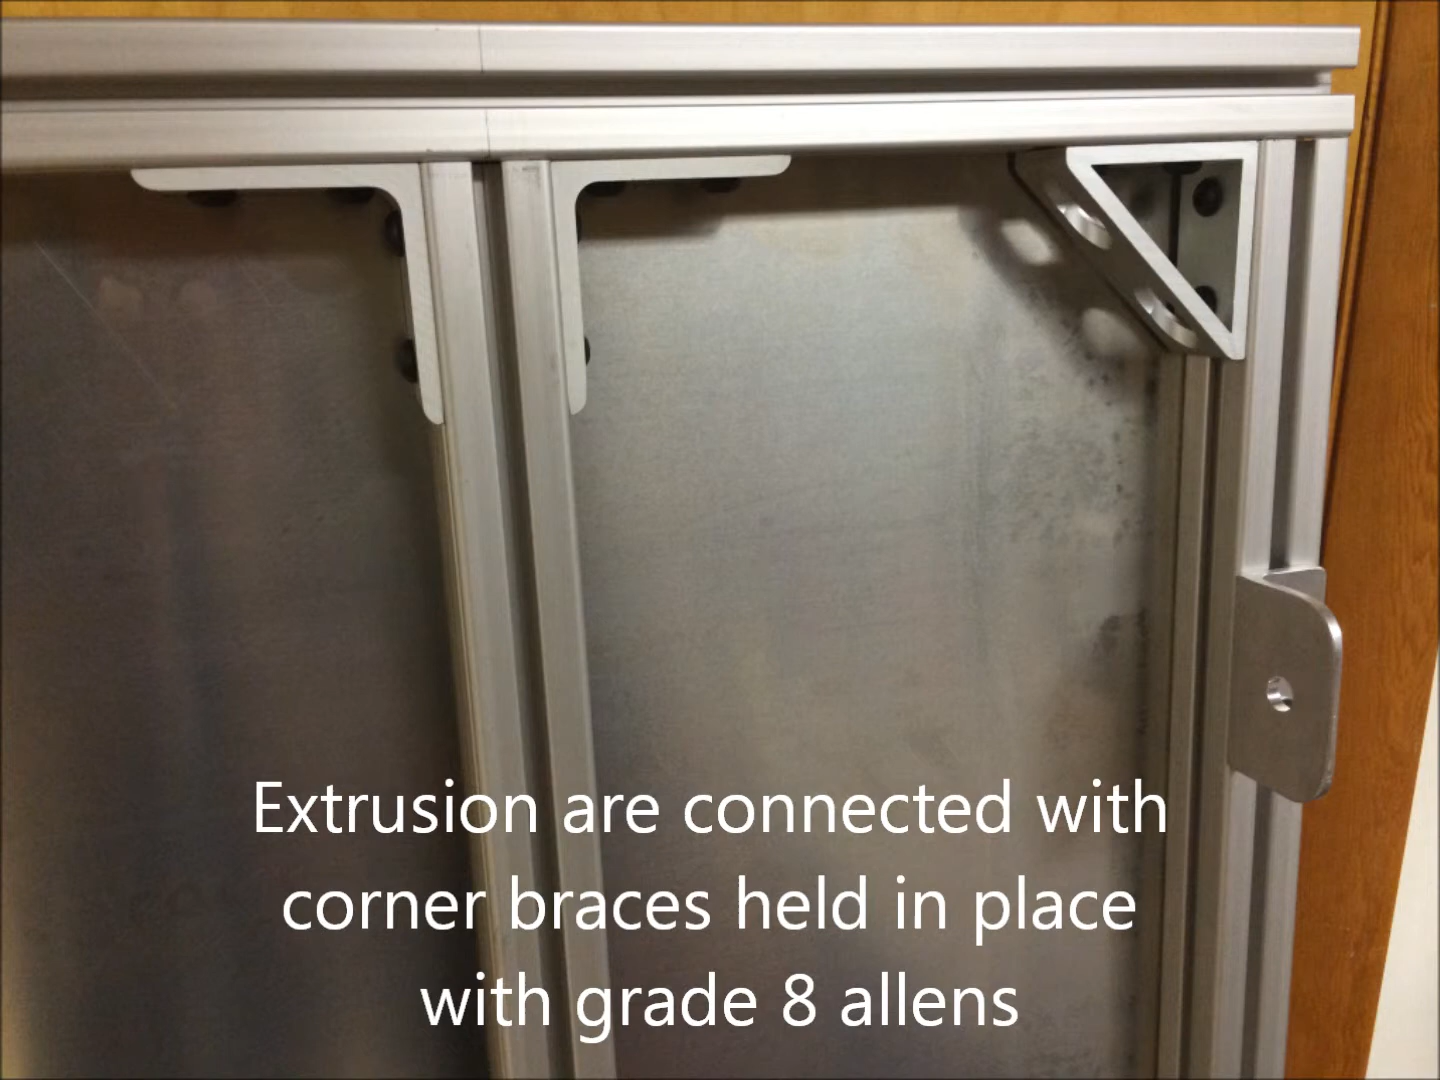 Extrusion are connected with
corner braces held in place
with grade 8 allens